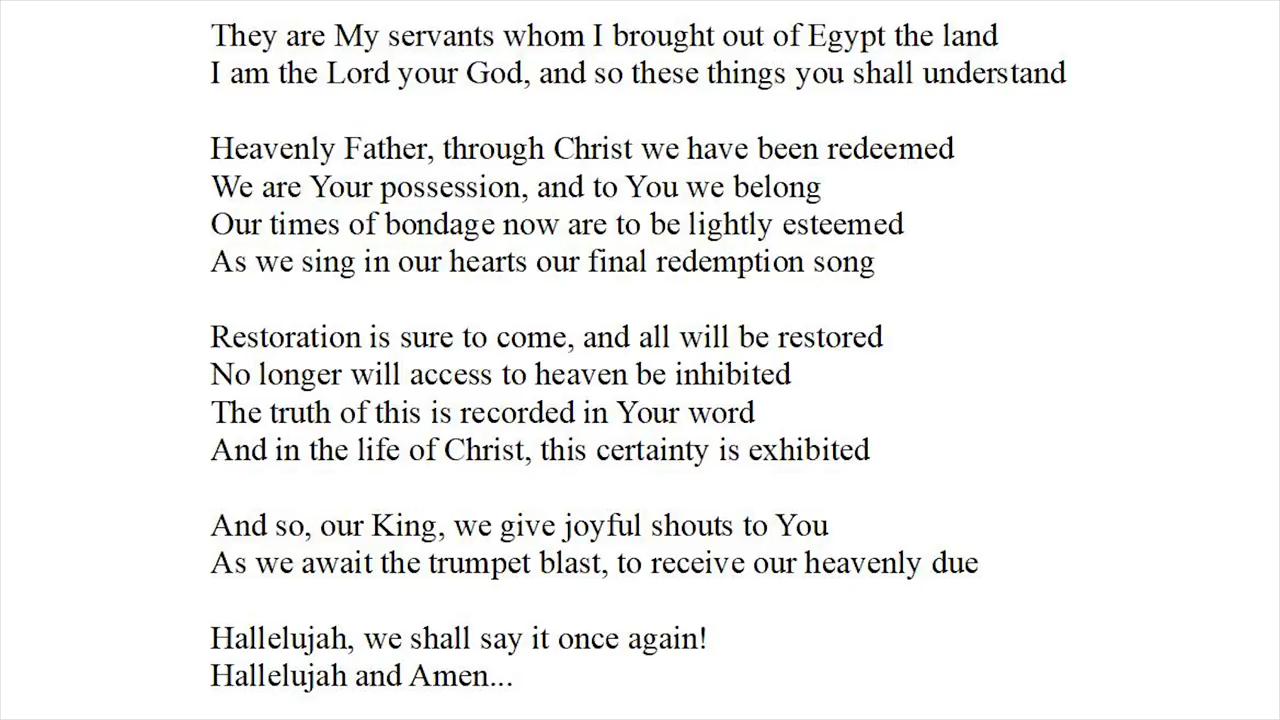 They are My servants whom I brought out of Egypt the land
I am the Lord your God, and so these things you shall understand
Heavenly Father, through Christ we have been redeemed
We are Your possession, and to You we belong
Our times of bondage now are to be lightly esteemed
As we sing in our hearts our final redemption song
Restoration is sure to come, and all will be restored
No longer will access to heaven be inhibited
The truth of this is recorded in Your word
And in the life of Christ, this certainty is exhibited
And so, our King, we give joyful shouts to You
As we await the trumpet blast, to receive our heavenly due
Hallelujah, we shall say it once again!
Hallelujah and Amen...